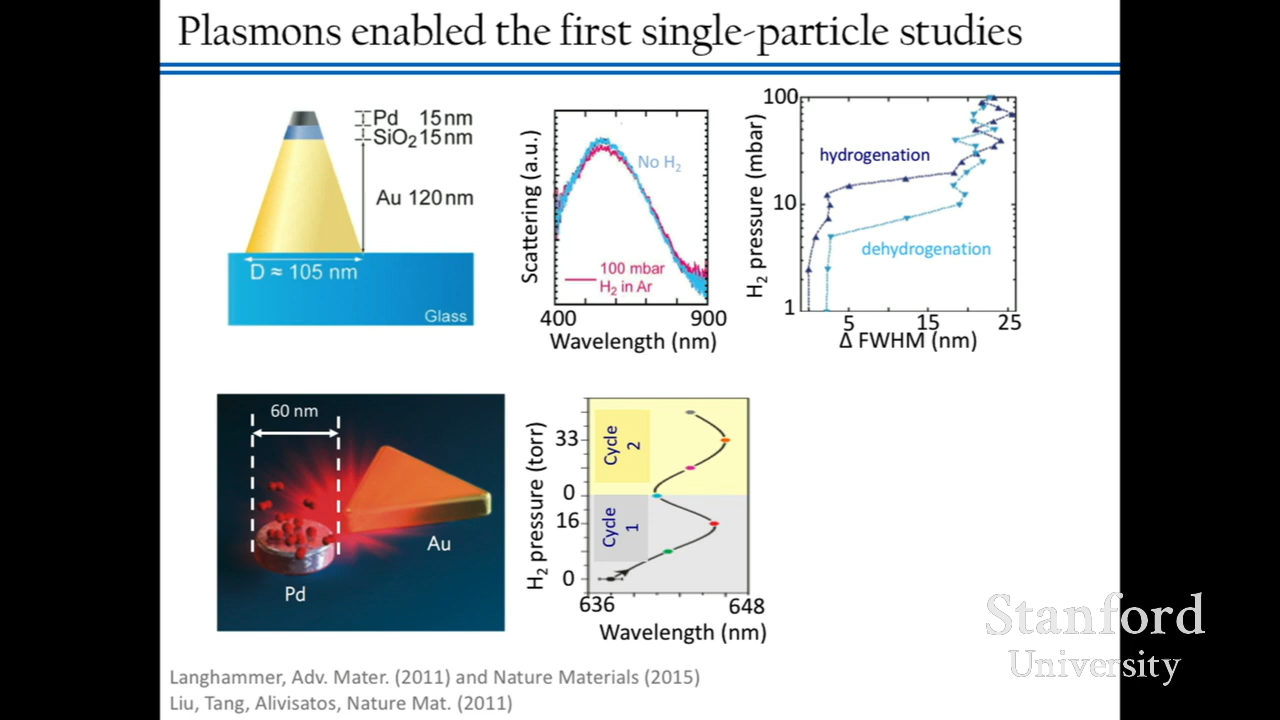 Plasmons enabled the first single-particle studies
Pd 15nm
SiO2 15nm
Au 120nm
D ≈ 105 nm
Glass
Scattering (a.u.)
No H2
100 mbar
H2 in Ar
400 900
Wavelength (nm)
H2 pressure (mbar)
100
10
1
hydrogenation
dehydrogenation
5 15 25
Δ FWHM (nm)
60 nm
Au
Pd
H2 pressure (torr)
33
0
16
0
Cycle
2
Cycle
1
636 648
Wavelength (nm)
Langhammer, Adv. Mater. (2011) and Nature Materials (2015)
Liu, Tang, Alivisatos, Nature Mat. (2011)
Stanford
University